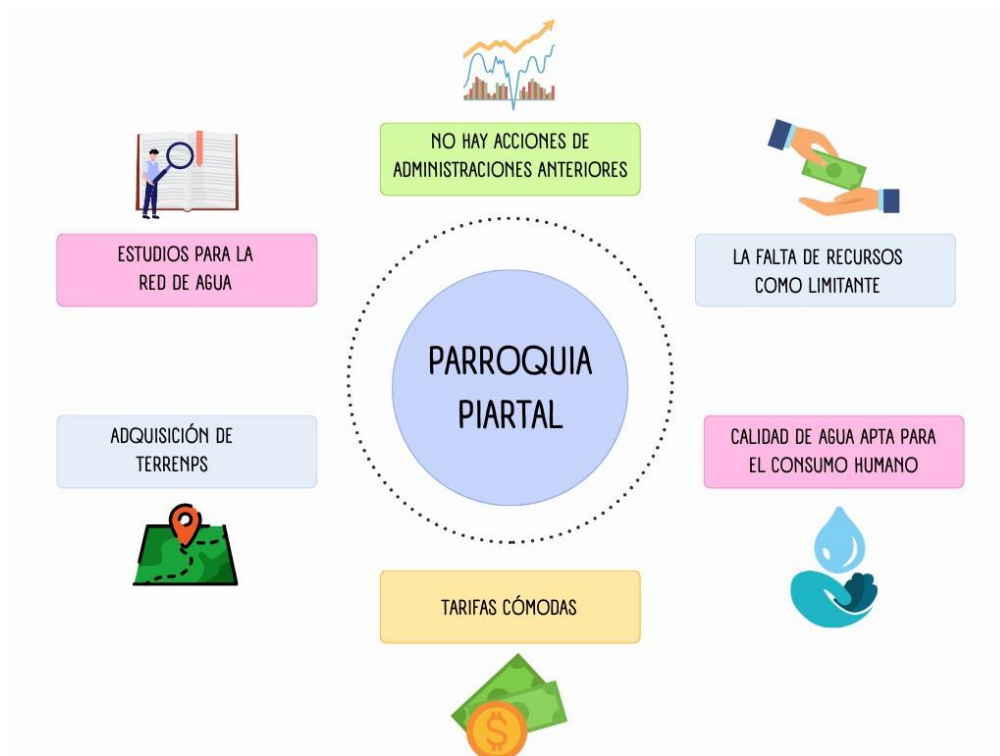 NO HAY ACCIONES DE
ADMINISTRACIONES ANTERIORES
ESTUDIOS PARA LA
RED DE AGUA
LA FALTA DE RECURSOS
COMO LIMITANTE
PARROQUIA
PIARTAL
ADQUISICIÓN DE
TERRENPS
CALIDAD DE AGUA APTA PARA
EL CONSUMO HUMANO
TARIFAS CÓMODAS
$